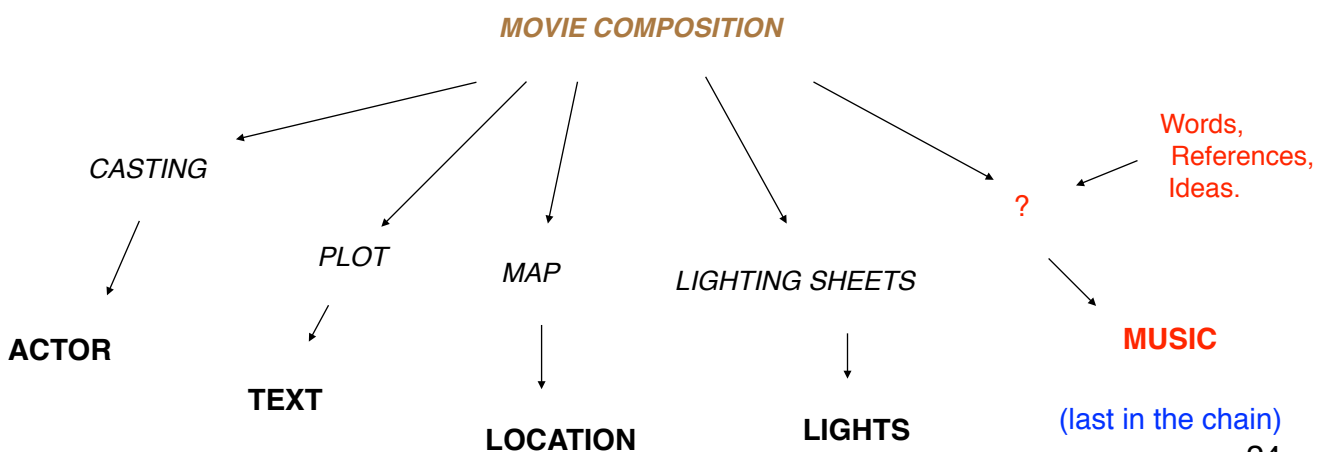 MOVIE COMPOSITION
Words,
References,
Ideas.
CASTING
?
PLOT
MAP
LIGHTING SHEETS
ACTOR
MUSIC
TEXT
(last in the chain)
LOCATION
LIGHTS